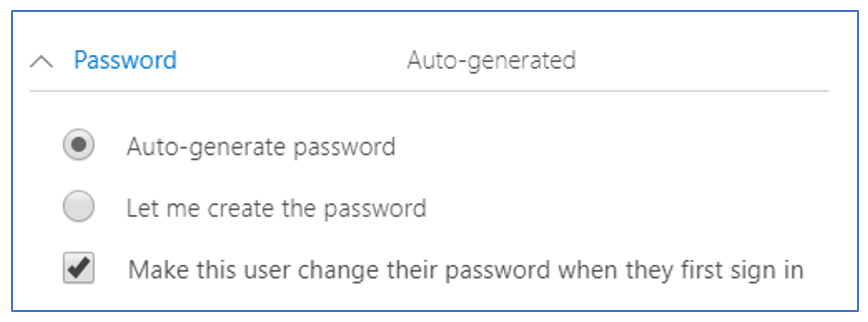 Password Auto-generated
Auto-generate password
Let me create the password
Make this user change their password when they first sign in